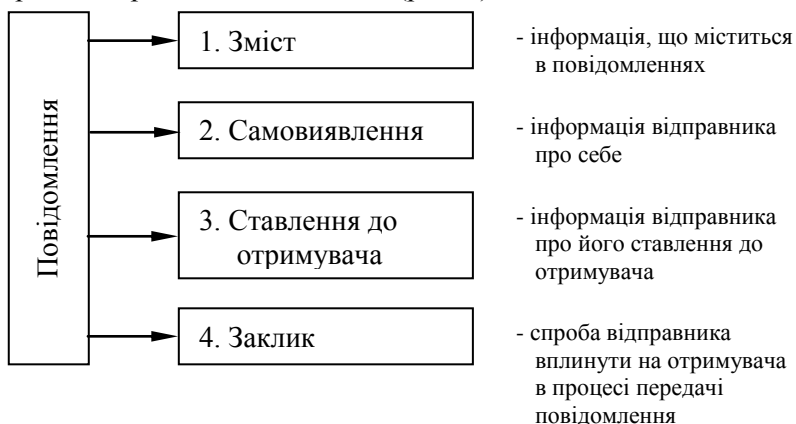 Повідомлення
1. Зміст
- інформація, що міститься
в повідомленнях
2. Самовиявлення
- інформація відправника
про себе
3. Ставлення до
отримувача
- інформація відправника
про його ставлення до
отримувача
4. Заклик
- спроба відправника
вплинути на отримувача
в процесі передачі
повідомлення